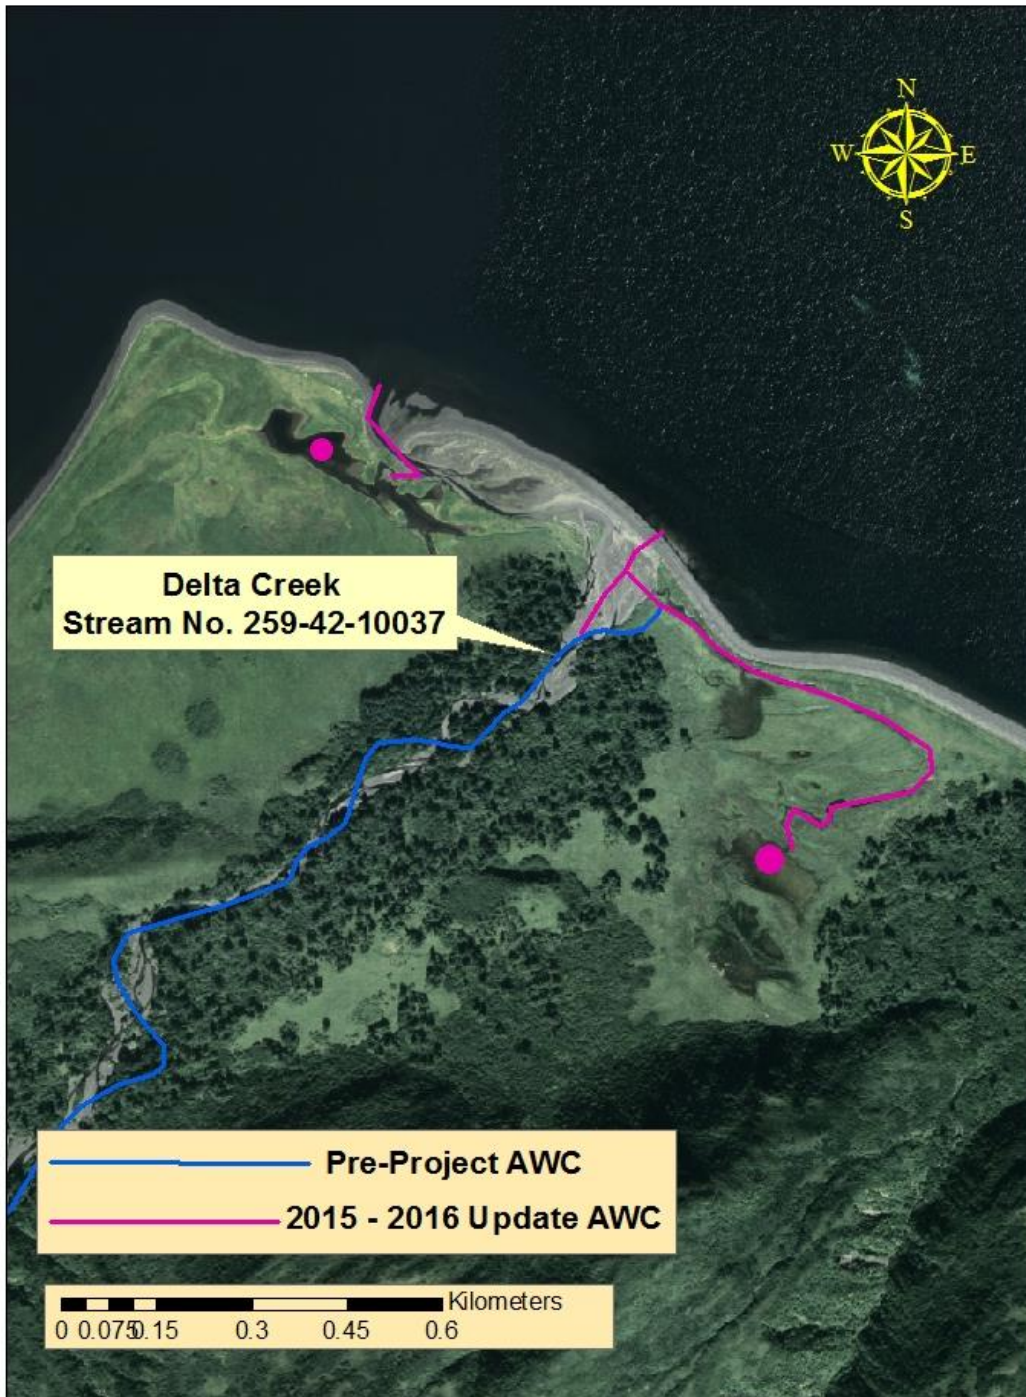 N
W E
S
Delta Creek
Stream No. 259-42-10037
Pre-Project AWC
2015 - 2016 Update AWC
Kilometers
0 0.075 0.15 0.3 0.45 0.6